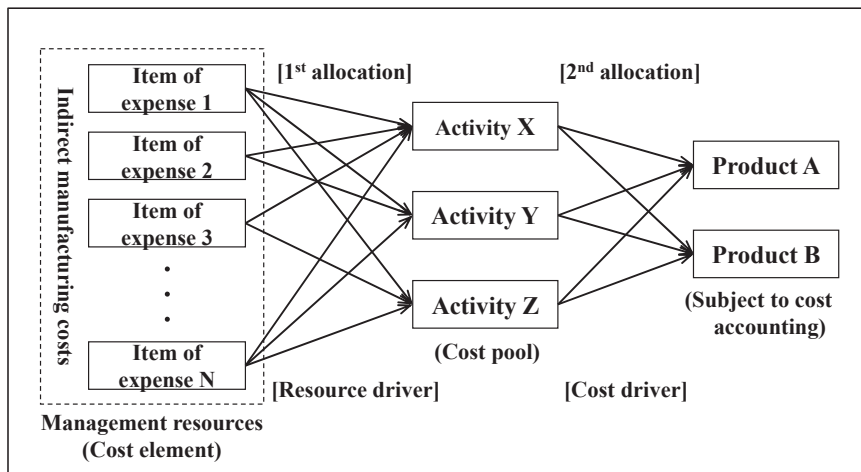 Indirect manufacturing costs
Item of
expense 1
Item of
expense 2
Item of
expense 3
Item of
expense N
Management resources
(Cost element)
[1st allocation]
[Resource driver]
Activity X
Activity Y
Activity Z
(Cost pool)
[2nd allocation]
[Cost driver]
Product A
Product B
(Subject to cost
accounting)